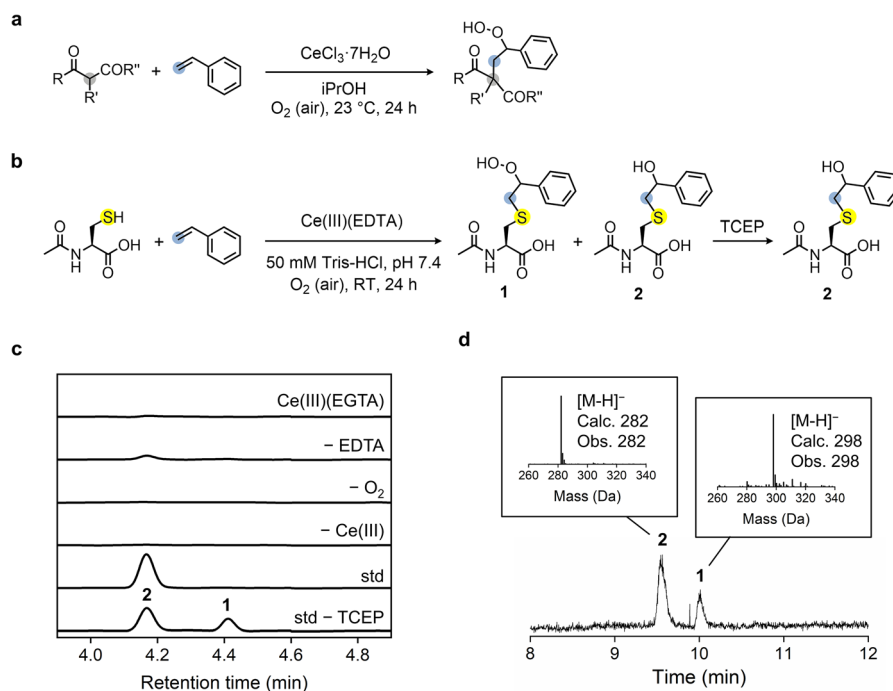 a
O
R
COR"
R'
+
CeCl₃·7H₂O
iPrOH
O₂ (air), 23 °C, 24 h
HO
O
O
R
R'
COR"
b
SH
O
N
H
OH
O
+
Ce(III)(EDTA)
50 mM Tris-HCl, pH 7.4
O₂ (air), RT, 24 h
HO
O
S
O
N
H
OH
O
1
+
HO
S
O
N
H
OH
O
2
TCEP
HO
S
O
N
H
OH
O
2
c
Ce(III)(EGTA)
– EDTA
– O₂
– Ce(III)
std
2
1
std – TCEP
4.0 4.2 4.4 4.6 4.8
Retention time (min)
d
[M-H]⁻
Calc. 282
Obs. 282
260 280 300 320 340
Mass (Da)
[M-H]⁻
Calc. 298
Obs. 298
260 280 300 320 340
Mass (Da)
2
1
8 9 10 11 12
Time (min)